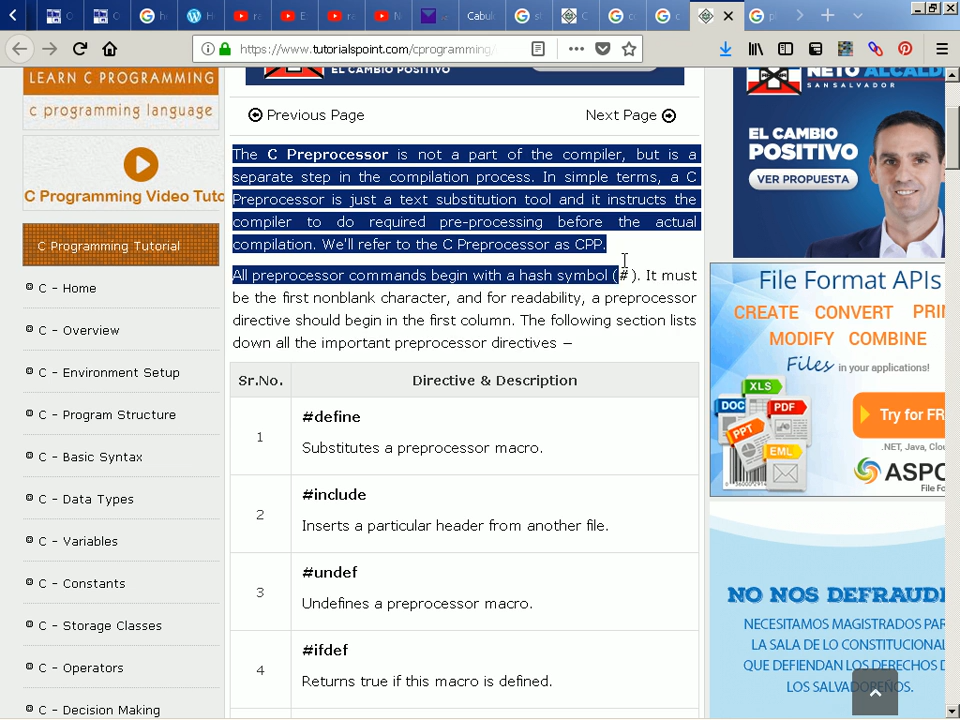 Cabul
https://www.tutorialspoint.com/cprogramming/
LEARN C PROGRAMMING
c programming language
C Programming Video Tuto
C Programming Tutorial
C - Home
C - Overview
C - Environment Setup
C - Program Structure
C - Basic Syntax
C - Data Types
C - Variables
C - Constants
C - Storage Classes
C - Operators
C - Decision Making
EL CAMBIO POSITIVO
Previous Page
Next Page
The C Preprocessor is not a part of the compiler, but is a
separate step in the compilation process. In simple terms, a C
Preprocessor is just a text substitution tool and it instructs the
compiler to do required pre-processing before the actual
compilation. We'll refer to the C Preprocessor as CPP.
All preprocessor commands begin with a hash symbol (#). It must
be the first nonblank character, and for readability, a preprocessor
directive should begin in the first column. The following section lists
down all the important preprocessor directives −
Sr.No. Directive & Description
1
#define
Substitutes a preprocessor macro.
2
#include
Inserts a particular header from another file.
3
#undef
Undefines a preprocessor macro.
4
#ifdef
Returns true if this macro is defined.
NETO ALCALD
SAN SALVADOR
EL CAMBIO
POSITIVO
VER PROPUESTA
File Format APIs
CREATE CONVERT PRIN
MODIFY COMBINE
Files in your applications!
XLS
DOC
PDF
PPT
EML
Try for FR
.NET, Java, Clou
ASPO
File Fo
NO NOS DEFRAUDE
NECESITAMOS MAGISTRADOS PAR
LA SALA DE LO CONSTITUCIONAL
QUE DEFIENDAN LOS DERECHOS D
LOS SALVADOREÑOS.